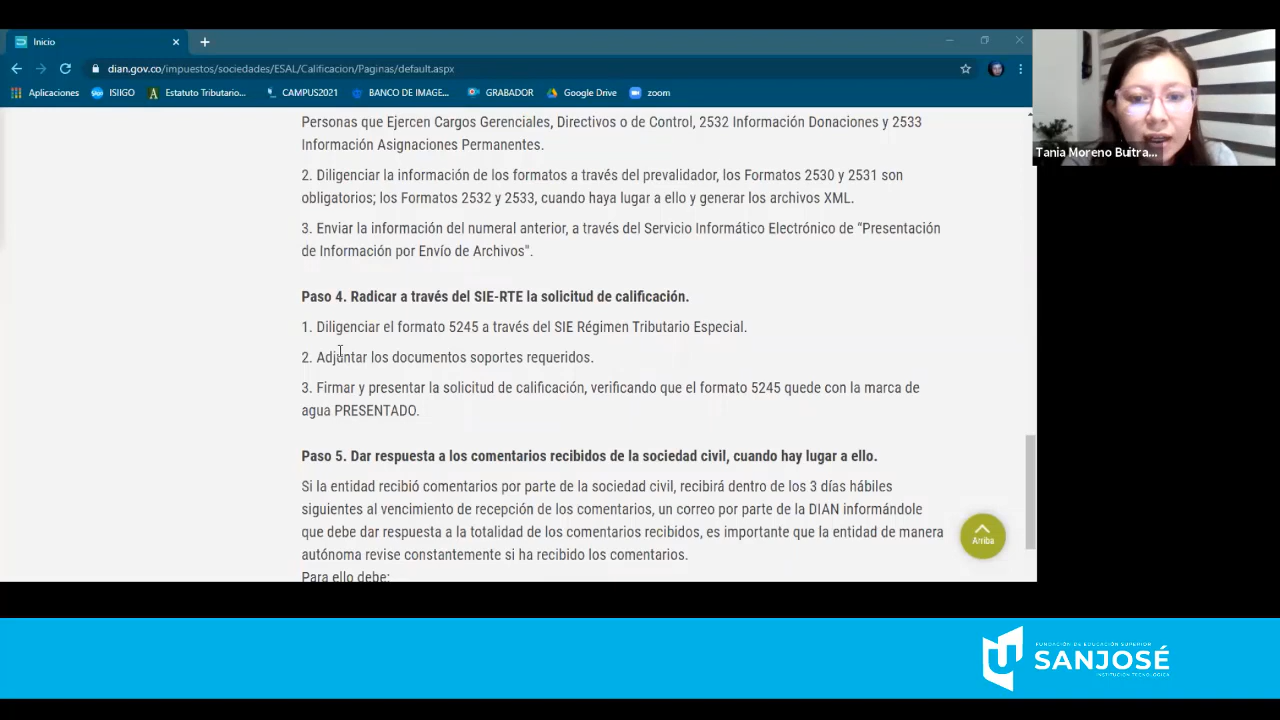 Inicio
dian.gov.co/impuestos/sociedades/ESAL/Calificacion/Paginas/default.aspx
Aplicaciones SIIGO Estatuto Tributario... CAMPUS2021 BANCO DE IMAGE... GRABADOR Google Drive zoom
Tania Moreno Buitra...
Personas que Ejercen Cargos Gerenciales, Directivos o de Control, 2532 Información Donaciones y 2533
Información Asignaciones Permanentes.
2. Diligenciar la información de los formatos a través del prevalidador, los Formatos 2530 y 2531 son
obligatorios; los Formatos 2532 y 2533, cuando haya lugar a ello y generar los archivos XML.
3. Enviar la información del numeral anterior, a través del Servicio Informático Electrónico de “Presentación
de Información por Envío de Archivos".
Paso 4. Radicar a través del SIE-RTE la solicitud de calificación.
1. Diligenciar el formato 5245 a través del SIE Régimen Tributario Especial.
2. Adjuntar los documentos soportes requeridos.
3. Firmar y presentar la solicitud de calificación, verificando que el formato 5245 quede con la marca de
agua PRESENTADO.
Paso 5. Dar respuesta a los comentarios recibidos de la sociedad civil, cuando hay lugar a ello.
Si la entidad recibió comentarios por parte de la sociedad civil, recibirá dentro de los 3 días hábiles
siguientes al vencimiento de recepción de los comentarios, un correo por parte de la DIAN informándole
que debe dar respuesta a la totalidad de los comentarios recibidos, es importante que la entidad de manera
autónoma revise constantemente si ha recibido los comentarios.
Para ello debe:
Arriba
FUNDACIÓN DE EDUCACIÓN SUPERIOR
SANJOSÉ
INSTITUCIÓN TECNOLÓGICA